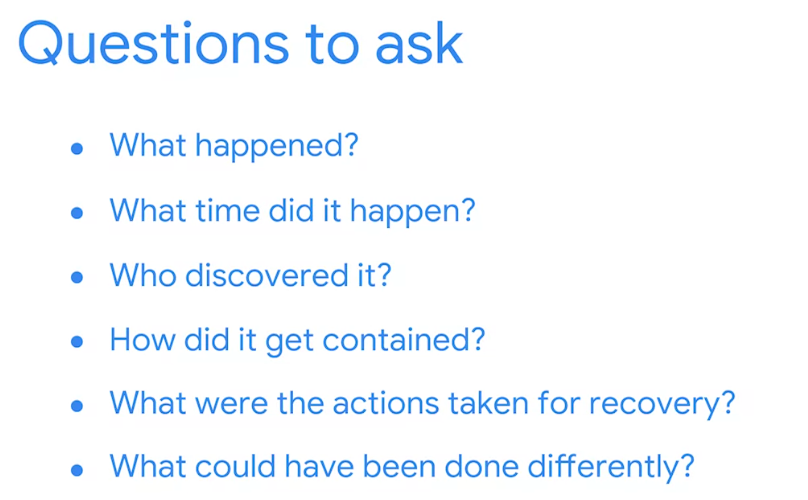 Questions to ask
• What happened?
• What time did it happen?
• Who discovered it?
• How did it get contained?
• What were the actions taken for recovery?
• What could have been done differently?